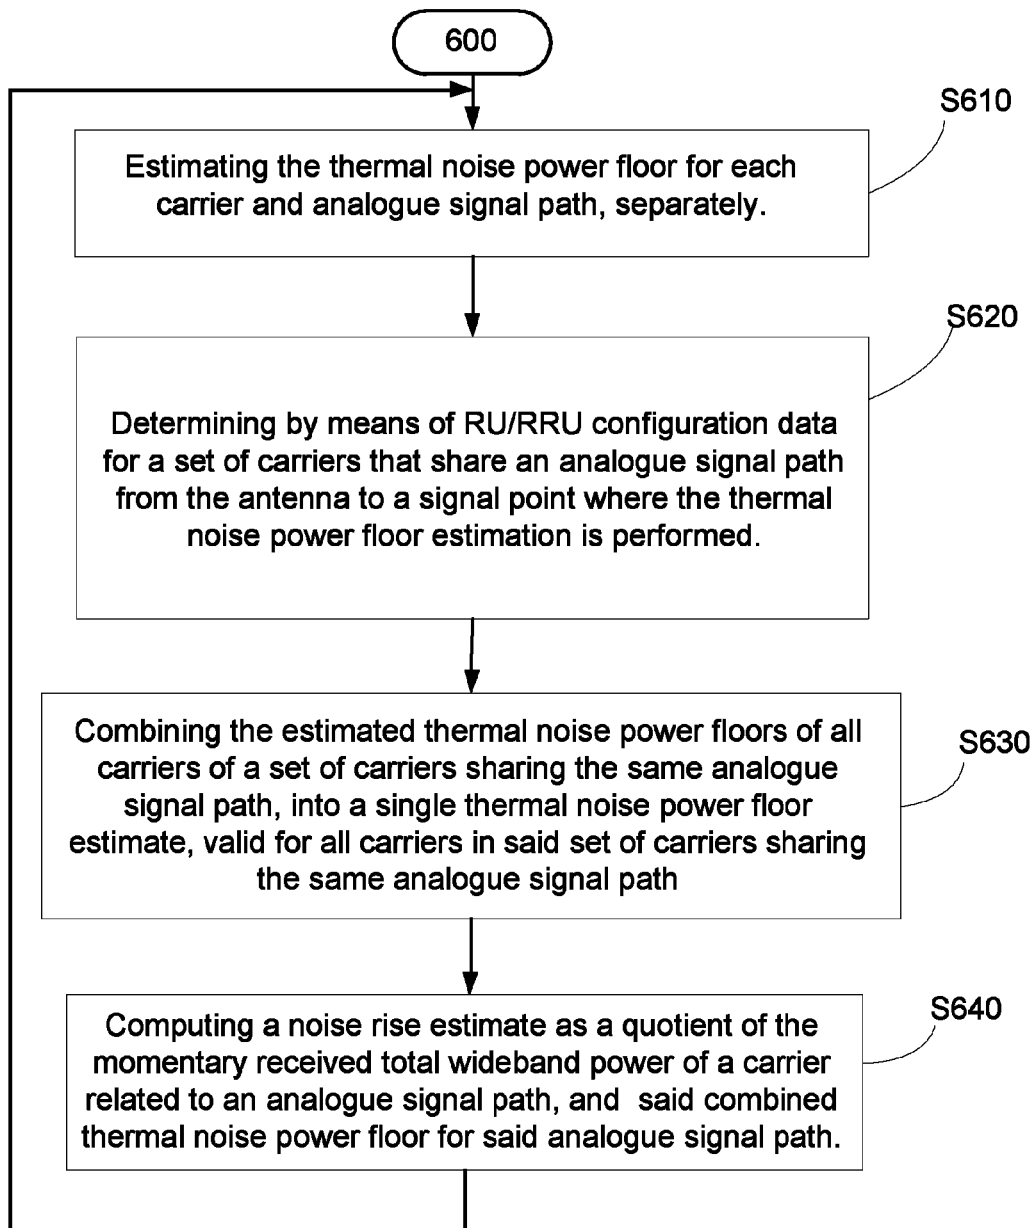 600
S610
Estimating the thermal noise power floor for each
carrier and analogue signal path, separately.
S620
Determining by means of RU/RRU configuration data
for a set of carriers that share an analogue signal path
from the antenna to a signal point where the thermal
noise power floor estimation is performed.
S630
Combining the estimated thermal noise power floors of all
carriers of a set of carriers sharing the same analogue
signal path, into a single thermal noise power floor
estimate, valid for all carriers in said set of carriers sharing
the same analogue signal path
S640
Computing a noise rise estimate as a quotient of the
momentary received total wideband power of a carrier
related to an analogue signal path, and said combined
thermal noise power floor for said analogue signal path.